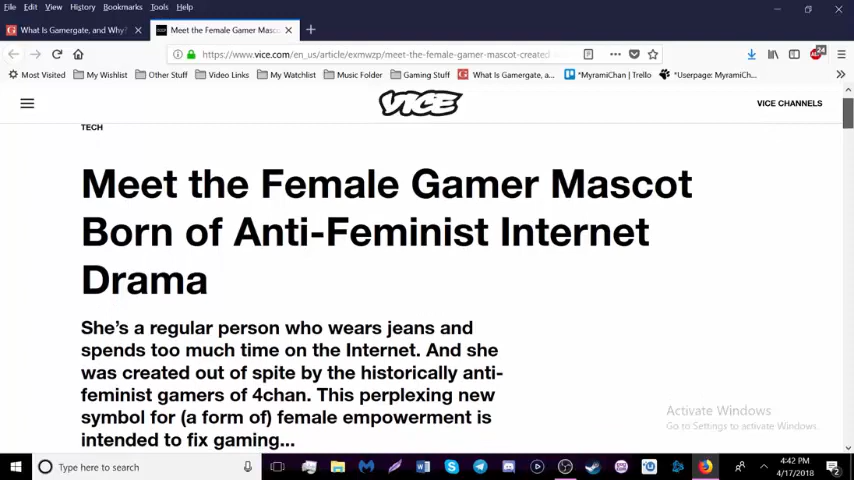 File Edit View History Bookmarks Tools Help
What Is Gamergate, and Why?
Meet the Female Gamer Masc
https://www.vice.com/en_us/article/exmwzp/meet-the-female-gamer-mascot-created
24
Most Visited My Wishlist Other Stuff Video Links My Watchlist Music Folder Gaming Stuff What Is Gamergate, an... *MyramiChan | Trello *Userpage: MyramiCh...
VICE
VICE CHANNELS
TECH
Meet the Female Gamer Mascot
Born of Anti-Feminist Internet
Drama
She's a regular person who wears jeans and
spends too much time on the Internet. And she
was created out of spite by the historically anti-
feminist gamers of 4chan. This perplexing new
symbol for (a form of) female empowerment is
intended to fix gaming...
Activate Windows
Go to Settings to activate Windows.
Type here to search
4:42 PM
4/17/2018
2